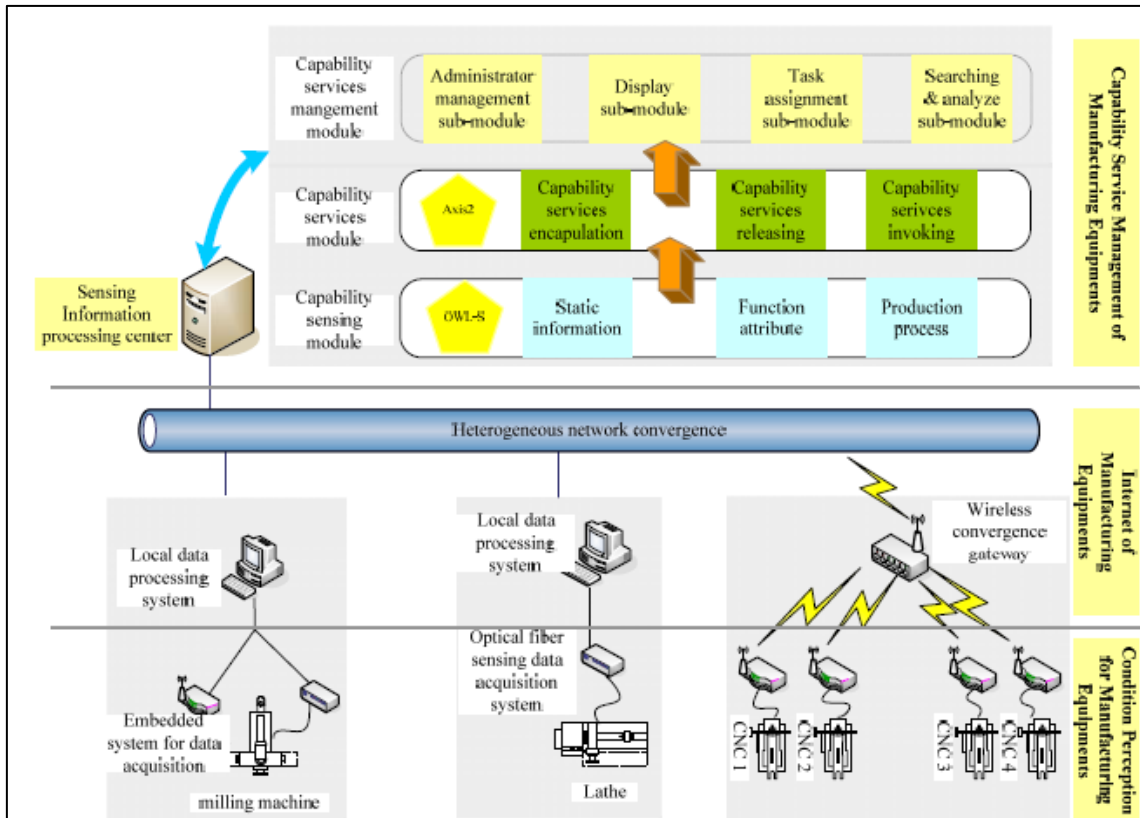 Capability
services
mangement
module
Administrator
management
sub-module
Display
sub-module
Task
assignment
sub-module
Searching
& analyze
sub-module
Capability
services
module
Axis2
Capability
services
encapulation
Capability
services
releasing
Capability
serivces
invoking
Capability
sensing
module
OWL-S
Static
information
Function
attribute
Production
process
Sensing
Information
processing center
Capability Service Management of
Manufacturing Equipments
Heterogeneous network convergence
Local data
processing
system
Local data
processing
system
Wireless
convergence
gateway
Internet of
Manufacturing
Equipments
Embedded
system for data
acquisition
milling machine
Optical fiber
sensing data
acquisition
system
Lathe
CNC 1
CNC 2
CNC 3
CNC 4
Condition Perception
for Manufacturing
Equipments